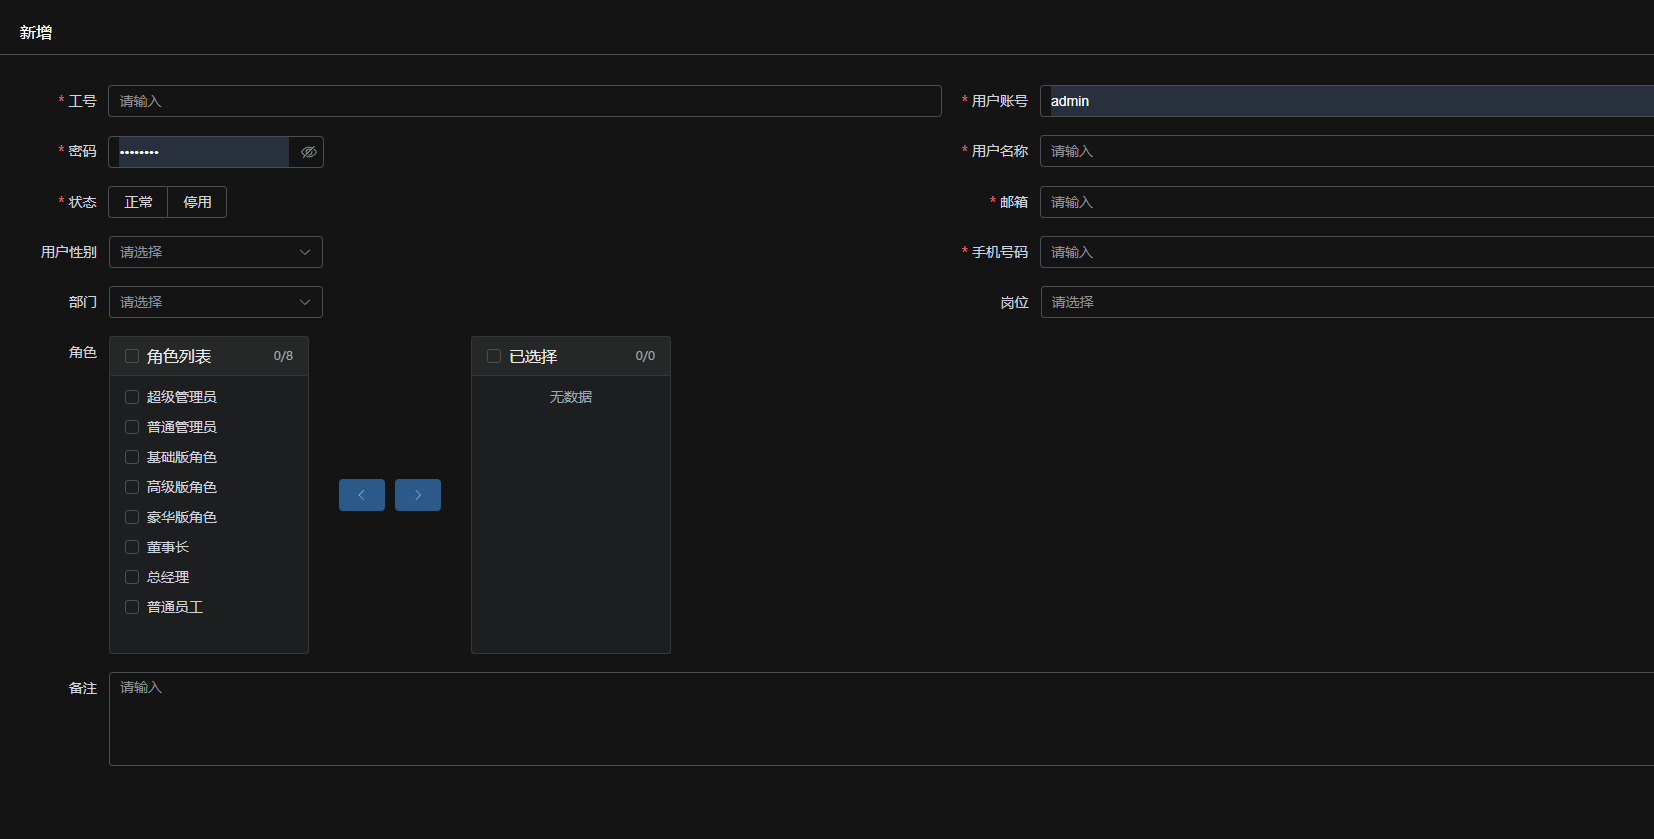 新增
* 工号 请输入 * 用户账号 admin
* 密码 •••••••• * 用户名称 请输入
* 状态 正常 停用 * 邮箱 请输入
用户性别 请选择 * 手机号码 请输入
部门 请选择 岗位 请选择
角色 角色列表 0/8 已选择 0/0
超级管理员 无数据
普通管理员
基础版角色
高级版角色
豪华版角色
董事长
总经理
普通员工
备注 请输入